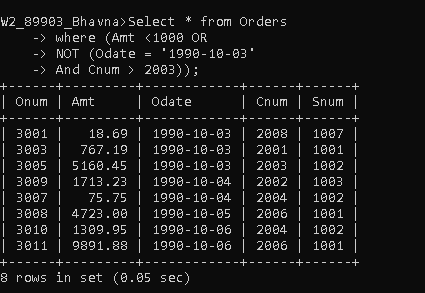 W2_89903_Bhavna>Select * from Orders
    -> where (Amt <1000 OR
    -> NOT (Odate = '1990-10-03'
    -> And Cnum > 2003));
+------+---------+------------+------+------+
| Onum | Amt     | Odate      | Cnum | Snum |
+------+---------+------------+------+------+
| 3001 |   18.69 | 1990-10-03 | 2008 | 1007 |
| 3003 |  767.19 | 1990-10-03 | 2001 | 1001 |
| 3005 | 5160.45 | 1990-10-03 | 2003 | 1002 |
| 3009 | 1713.23 | 1990-10-04 | 2002 | 1003 |
| 3007 |   75.75 | 1990-10-04 | 2004 | 1002 |
| 3008 | 4723.00 | 1990-10-05 | 2006 | 1001 |
| 3010 | 1309.95 | 1990-10-06 | 2004 | 1002 |
| 3011 | 9891.88 | 1990-10-06 | 2006 | 1001 |
+------+---------+------------+------+------+
8 rows in set (0.05 sec)